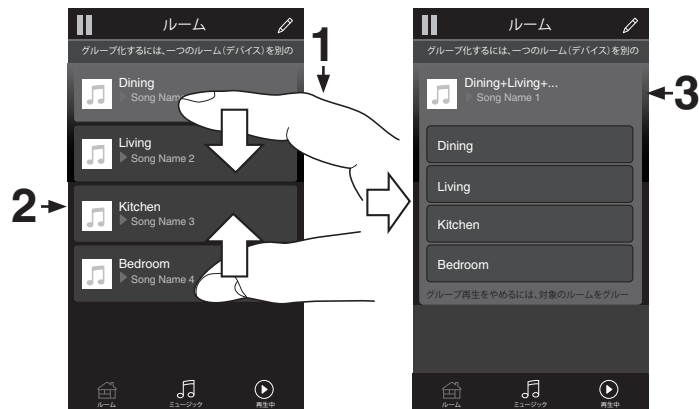 ルーム
グループ化するには、一つのルーム(デバイス)を別の
Dining
Song Name
Living
Song Name 2
Kitchen
Song Name 3
Bedroom
Song Name 4
ルーム
ミュージック
再生中
1
2
ルーム
グループ化するには、一つのルーム(デバイス)を別の
Dining+Living+...
Song Name 1
Dining
Living
Kitchen
Bedroom
グループ再生をやめるには、対象のルームをグルー
ルーム
ミュージック
再生中
3